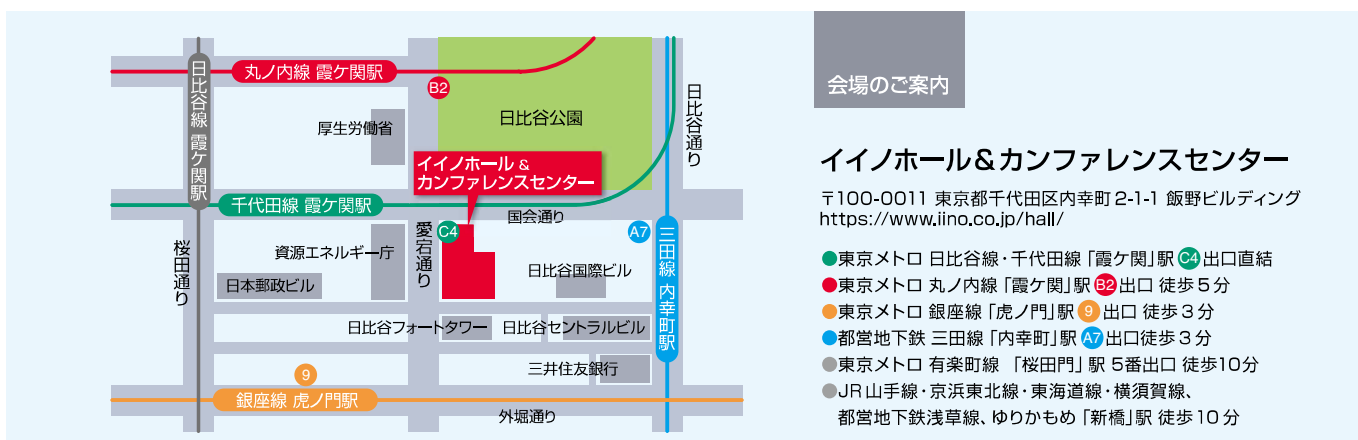 丸ノ内線 霞ケ関駅
日比谷線 霞ケ関駅
B2
厚生労働省
日比谷公園
日比谷通り
イイノホール &
カンファレンスセンター
千代田線 霞ケ関駅
国会通り
桜田通り
資源エネルギー庁
愛宕通り
C4
A7
三田線 内幸町駅
日本郵政ビル
日比谷国際ビル
日比谷フォートタワー
日比谷セントラルビル
三井住友銀行
9
銀座線 虎ノ門駅
外堀通り
会場のご案内
イイノホール&カンファレンスセンター
〒100-0011 東京都千代田区内幸町2-1-1 飯野ビルディング
https://www.iino.co.jp/hall/
●東京メトロ 日比谷線・千代田線「霞ケ関」駅 C4 出口直結
●東京メトロ 丸ノ内線「霞ケ関」駅 B2 出口 徒歩5分
●東京メトロ 銀座線「虎ノ門」駅 9 出口 徒歩3分
●都営地下鉄 三田線「内幸町」駅 A7 出口徒歩3分
●東京メトロ 有楽町線 「桜田門」駅 5番出口 徒歩10分
●JR山手線・京浜東北線・東海道線・横須賀線、
都営地下鉄浅草線、ゆりかもめ「新橋」駅 徒歩10分